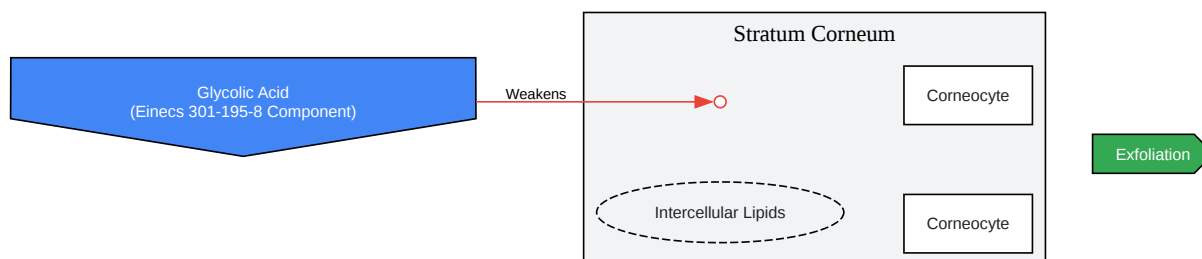 Stratum Corneum
Glycolic Acid
(Einecs 301-195-8 Component)
Weakens
Corneocyte
Exfoliation
Intercellular Lipids
Corneocyte